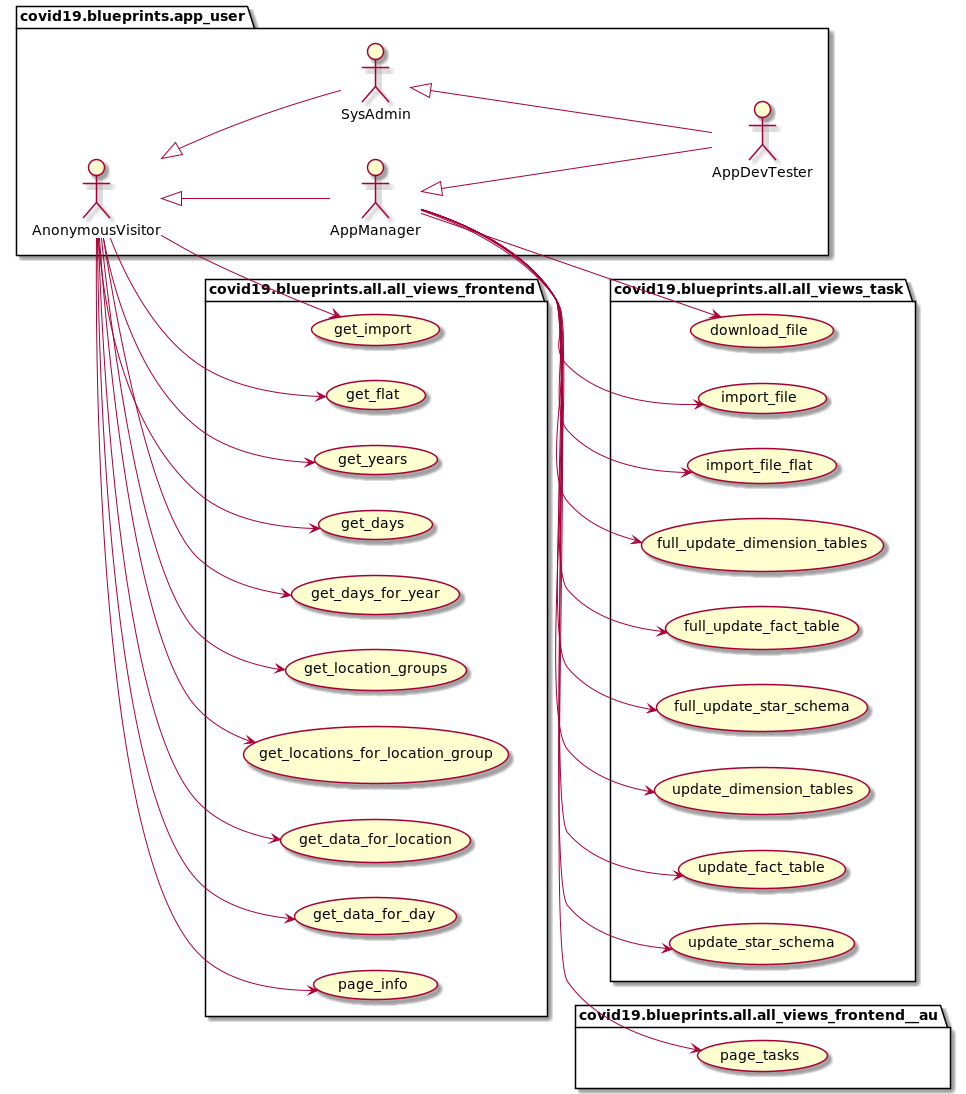 covid19.blueprints.app_user
SysAdmin
AppDevTester
AnonymousVisitor
AppManager
covid19.blueprints.all.all_views_frontend
get_import
get_flat
get_years
get_days
get_days_for_year
get_location_groups
get_locations_for_location_group
get_data_for_location
get_data_for_day
page_info
covid19.blueprints.all.all_views_task
download_file
import_file
import_file_flat
full_update_dimension_tables
full_update_fact_table
full_update_star_schema
update_dimension_tables
update_fact_table
update_star_schema
covid19.blueprints.all.all_views_frontend__au
page_tasks